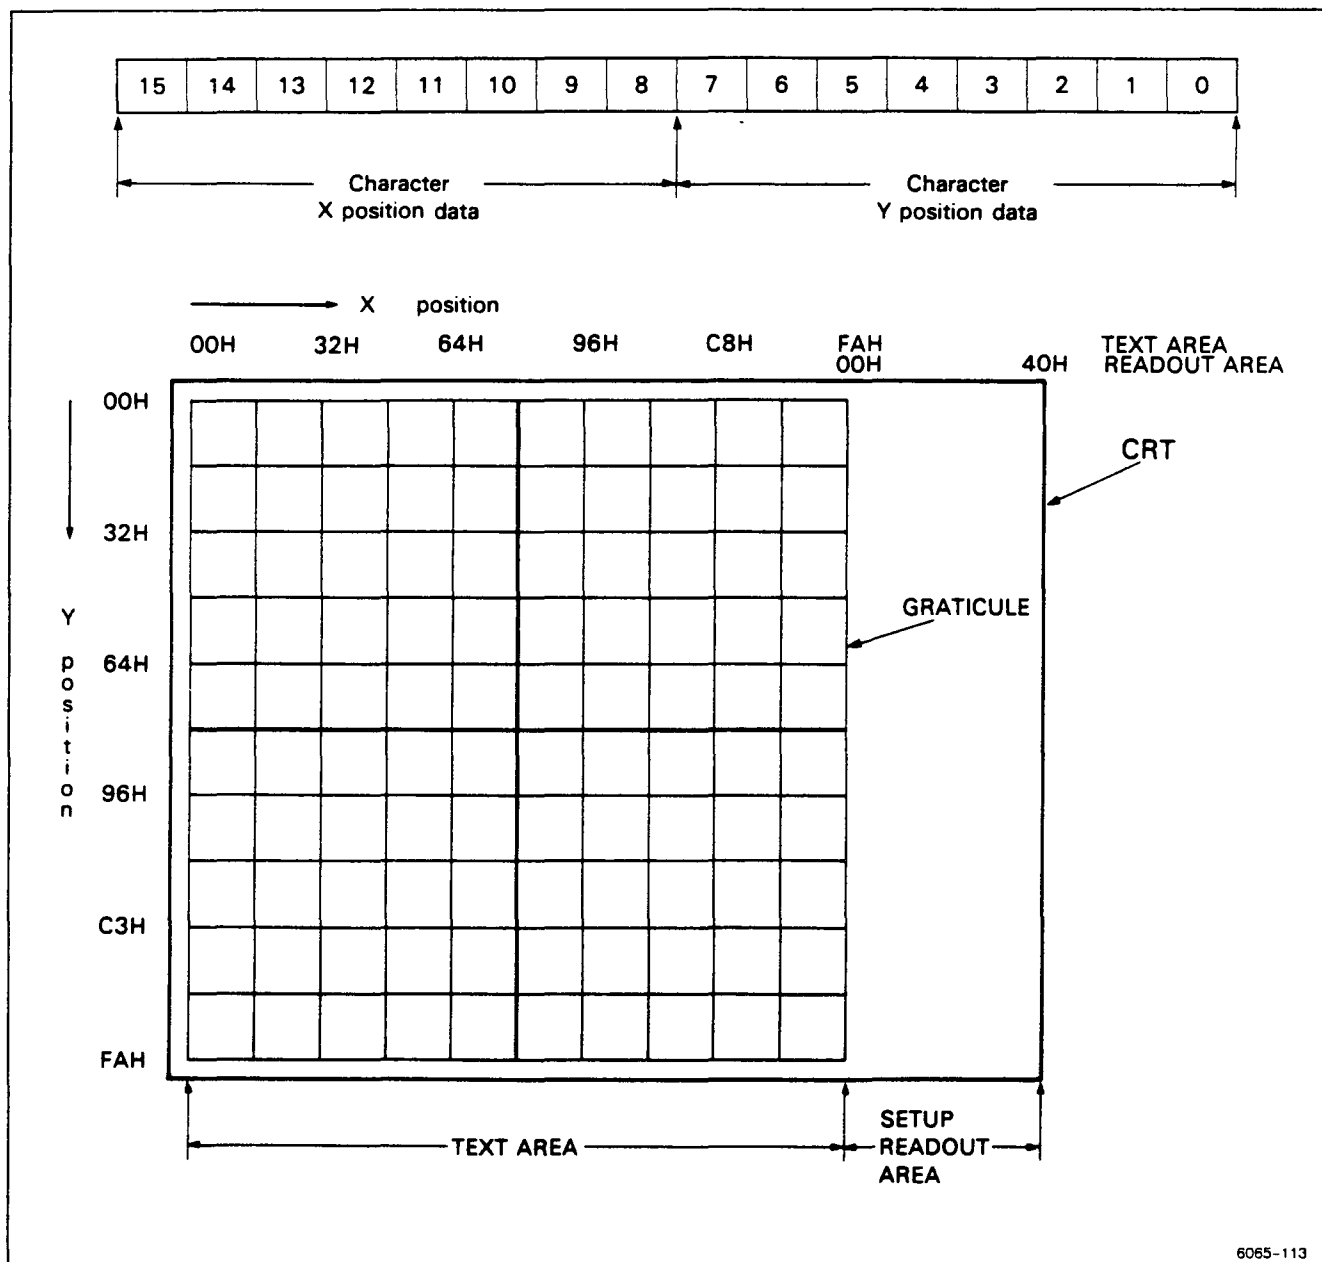 15 14 13 12 11 10 9 8 7 6 5 4 3 2 1 0
Character
X position data
Character
Y position data
X position
00H 32H 64H 96H C8H FAH TEXT AREA
00H 40H READOUT AREA
00H
CRT
32H
GRATICULE
Y position
64H
96H
C3H
FAH
TEXT AREA
SETUP
READOUT
AREA
6065-113